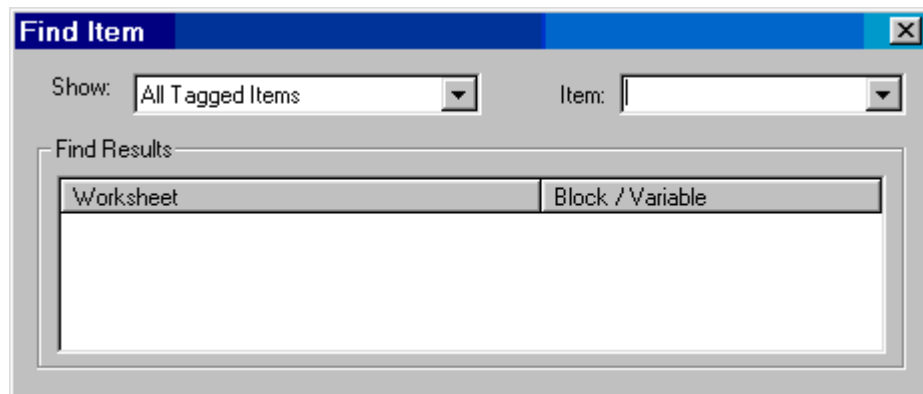 Find Item
Show: All Tagged Items Item:
Find Results
Worksheet Block / Variable